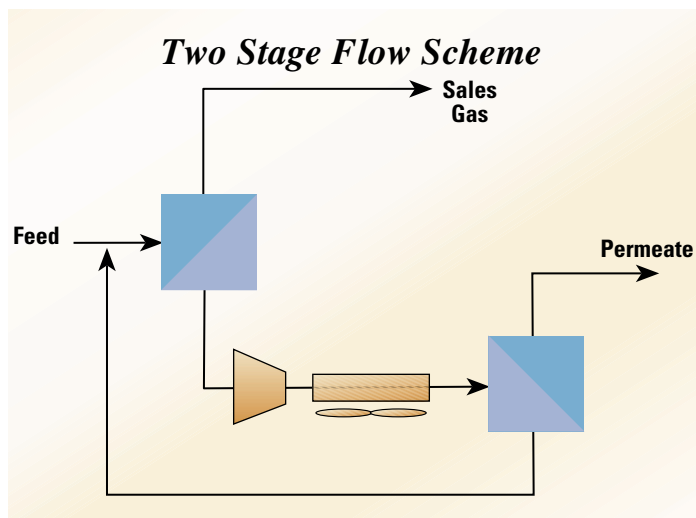 Two Stage Flow Scheme
Sales
Gas
Feed
Permeate